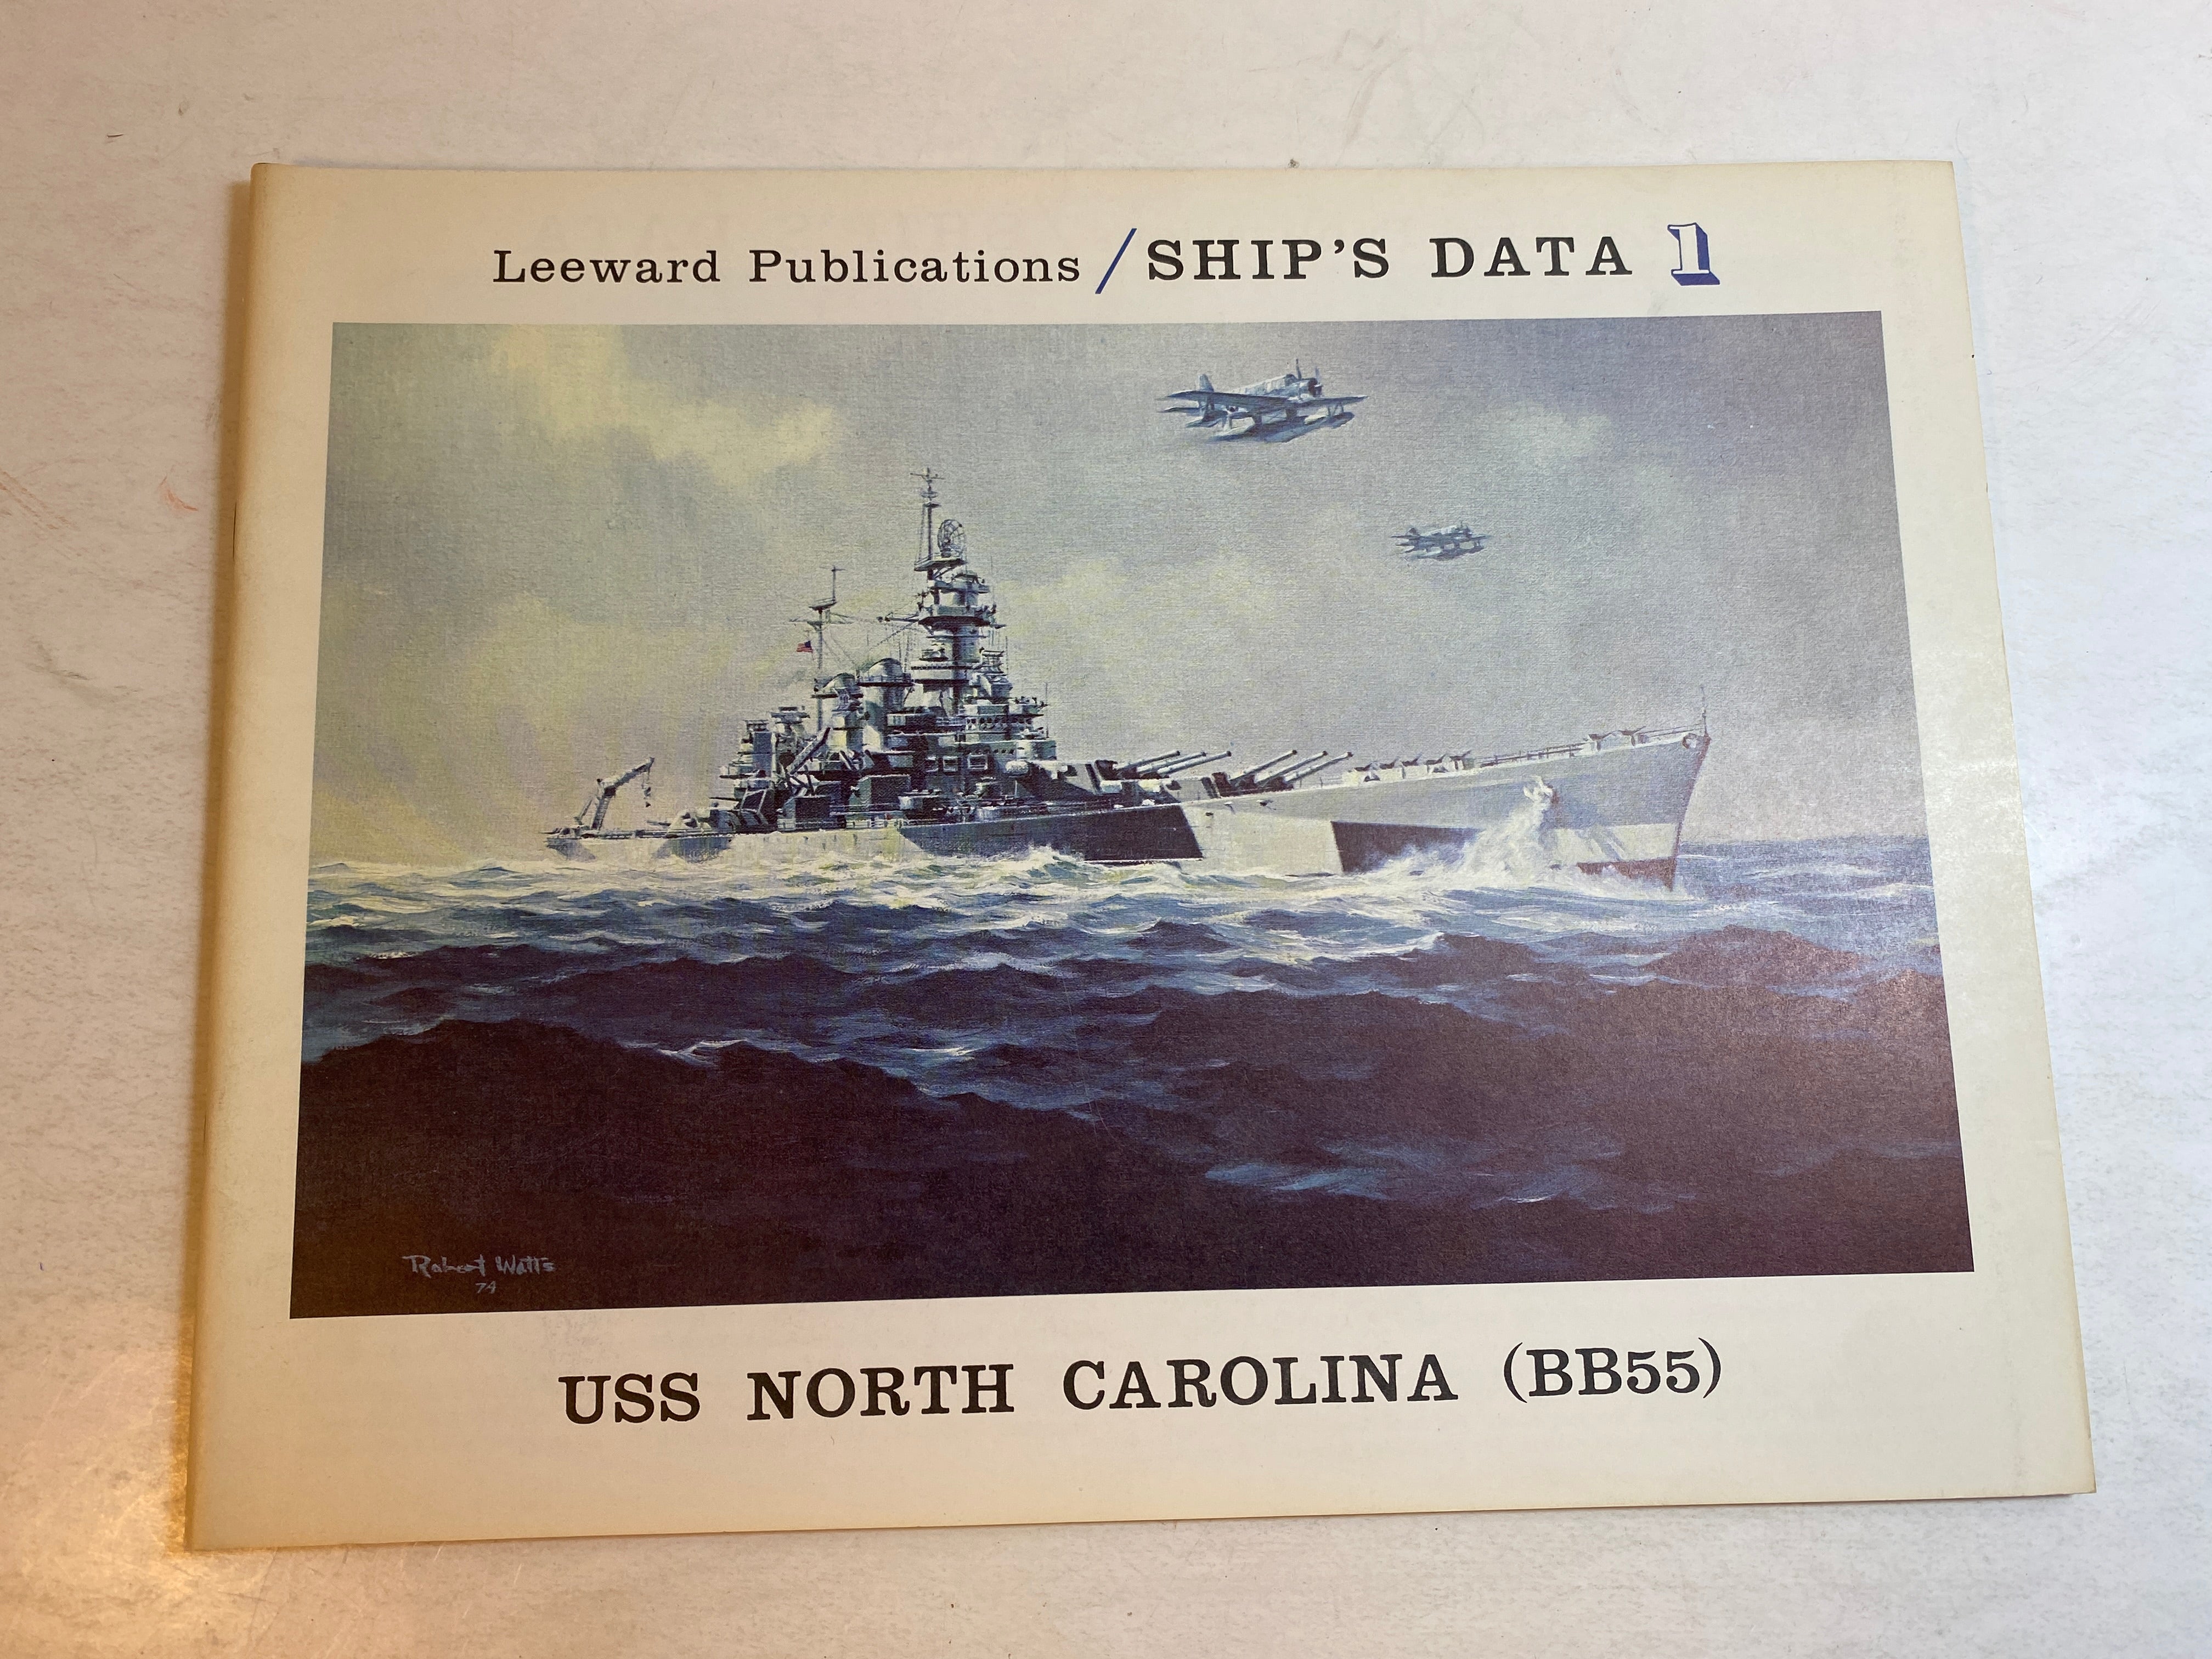 Leeward Publications / SHIP'S DATA 1
Robert Watts
74
USS NORTH CAROLINA (BB55)